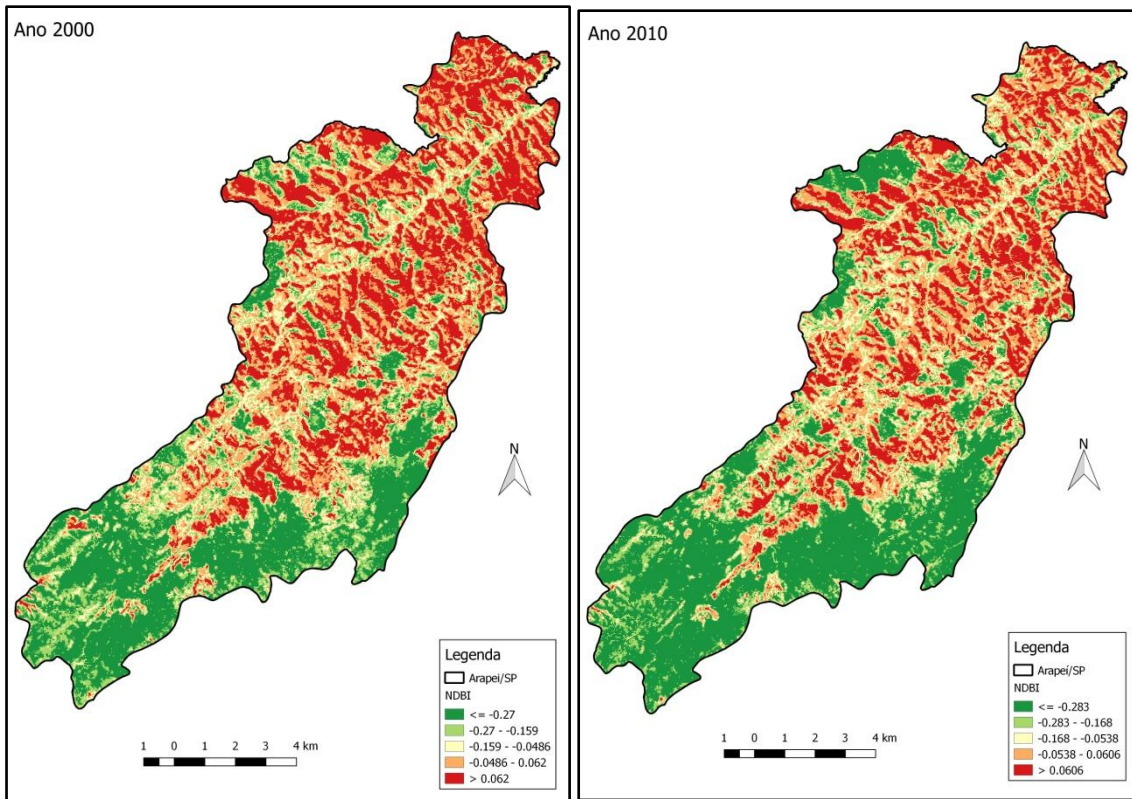 Ano 2000
N
Legenda
Arapeí/SP
NDBI
<= -0.27
-0.27 - -0.159
-0.159 - -0.0486
-0.0486 - 0.062
> 0.062
1 0 1 2 3 4 km
Ano 2010
N
Legenda
Arapeí/SP
NDBI
<= -0.283
-0.283 - -0.168
-0.168 - -0.0538
-0.0538 - 0.0606
> 0.0606
1 0 1 2 3 4 km